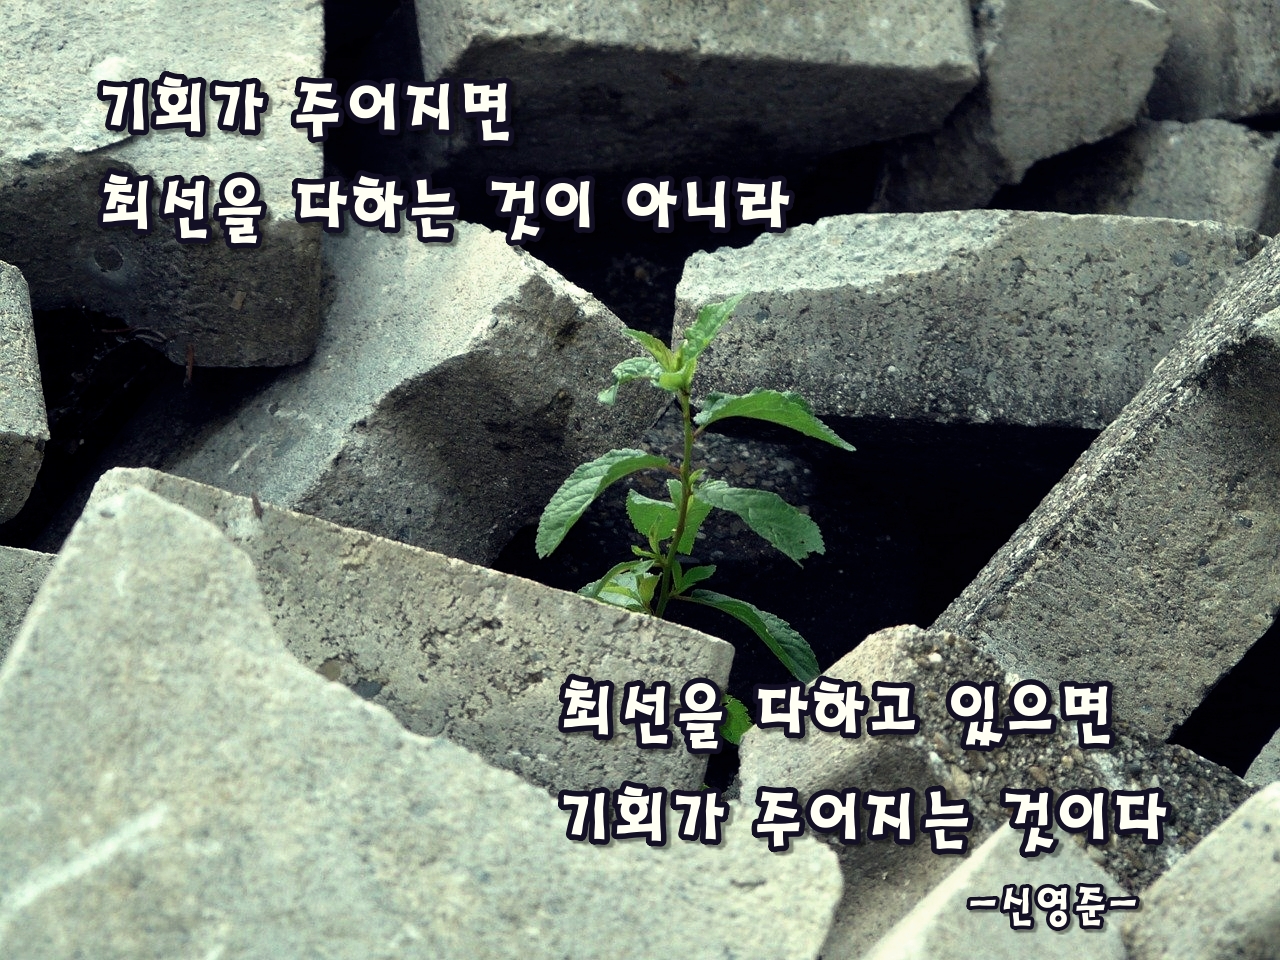 기회가 주어지면
최선을 다하는 것이 아니라
최선을 다하고 있으면
기회가 주어지는 것이다
-신영준-